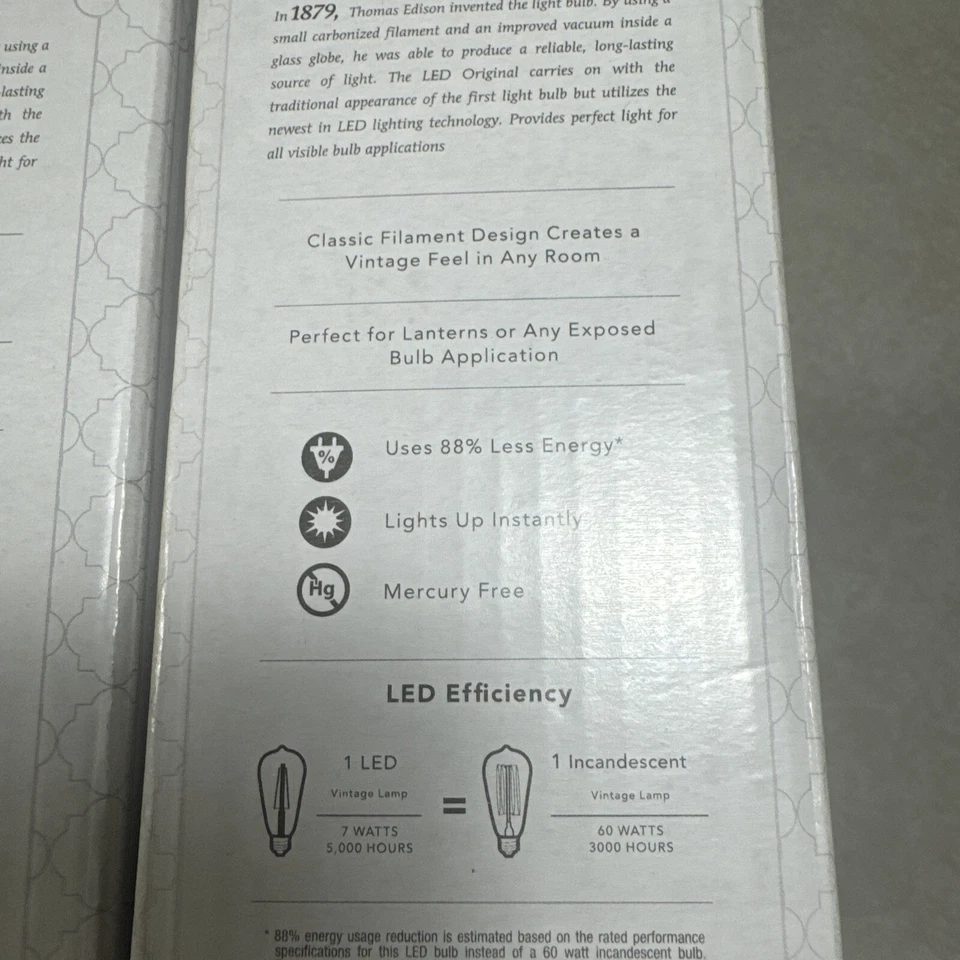 using a
nside a
lasting
th the
es the
ht for
In 1879, Thomas Edison invented the light bulb. By using a
small carbonized filament and an improved vacuum inside a
glass globe, he was able to produce a reliable, long-lasting
source of light. The LED Original carries on with the
traditional appearance of the first light bulb but utilizes the
newest in LED lighting technology. Provides perfect light for
all visible bulb applications
Classic Filament Design Creates a
Vintage Feel in Any Room
Perfect for Lanterns or Any Exposed
Bulb Application
%
Uses 88% Less Energy*
Lights Up Instantly
Hg
Mercury Free
LED Efficiency
1 LED
Vintage Lamp
7 WATTS
5,000 HOURS
=
1 Incandescent
Vintage Lamp
60 WATTS
3000 HOURS
* 88% energy usage reduction is estimated based on the rated performance
specifications for this LED bulb instead of a 60 watt incandescent bulb.